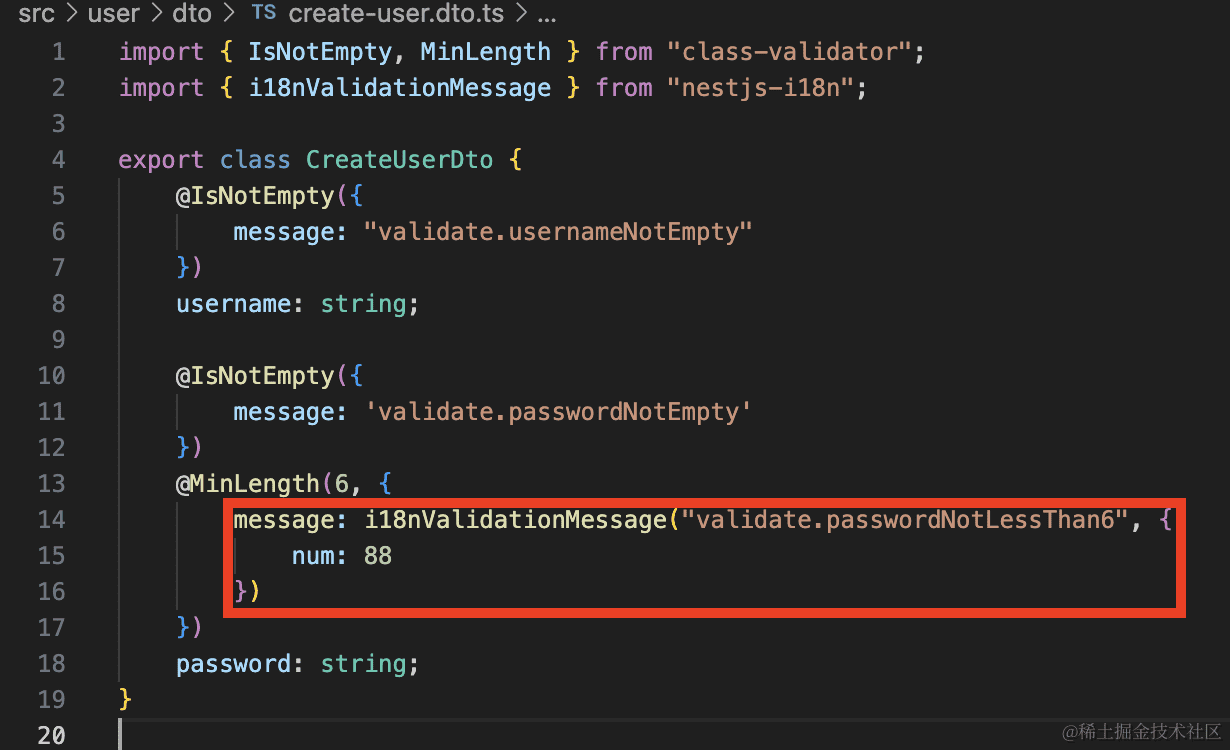 src > user > dto > TS create-user.dto.ts > ...
1 import { IsNotEmpty, MinLength } from "class-validator";
2 import { i18nValidationMessage } from "nestjs-i18n";
3
4 export class CreateUserDto {
5     @IsNotEmpty({
6         message: "validate.usernameNotEmpty"
7     })
8     username: string;
9
10     @IsNotEmpty({
11         message: 'validate.passwordNotEmpty'
12     })
13     @MinLength(6, {
14         message: i18nValidationMessage("validate.passwordNotLessThan6", {
15             num: 88
16         })
17     })
18     password: string;
19 }
20
@稀土掘金技术社区